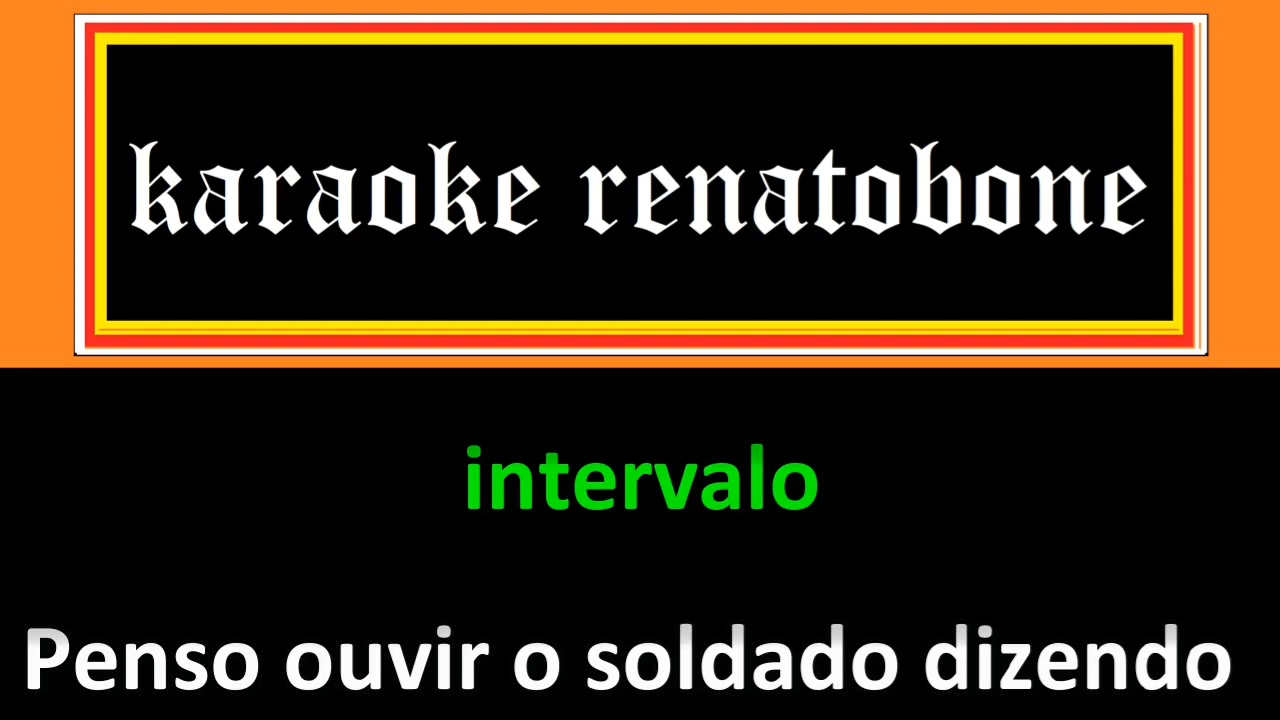 karaoke renatobone
intervalo
Penso ouvir o soldado dizendo